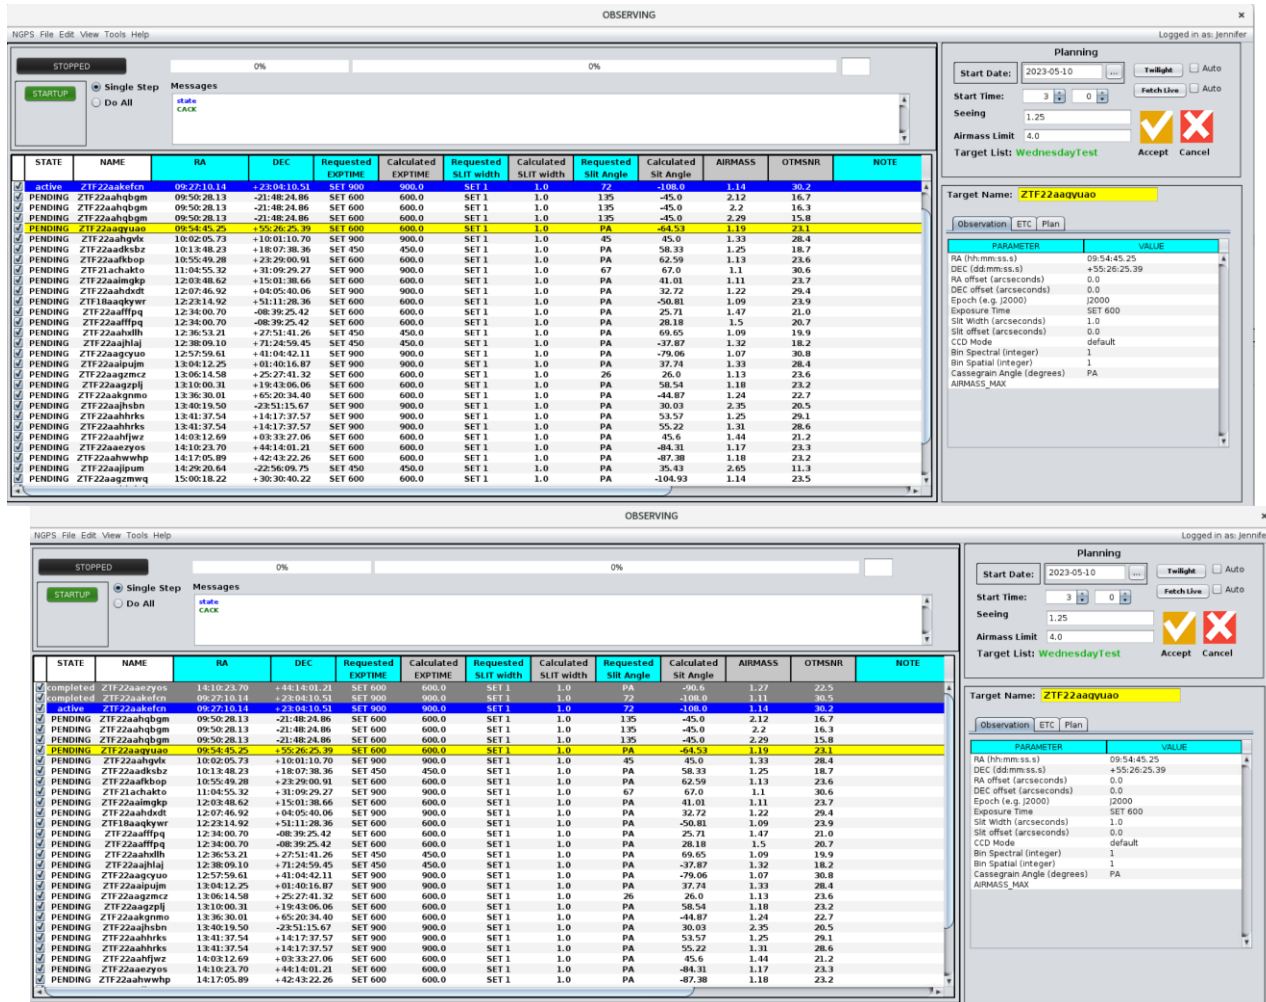 OBSERVING
NGPS File Edit View Tools Help Logged in as: Jennifer
STOPPED 0% 0%
STARTUP Single Step Do All
Messages
state
CACK
Planning
Start Date: 2023-05-10 ... Twilight Auto
Start Time: 3 0 Fetch Live Auto
Seeing 1.25
Airmass Limit 4.0
Target List: WednesdayTest Accept Cancel
STATE NAME RA DEC Requested EXPTIME Calculated EXPTIME Requested SLIT width Calculated SLIT width Requested Slit Angle Calculated Sit Angle AIRMASS OTMSNR NOTE
active ZTF22aakefcn 09:27:10.14 +23:04:10.51 SET 900 900.0 SET 1 1.0 72 -108.0 1.14 30.2
PENDING ZTF22aahqbgm 09:50:28.13 -21:48:24.86 SET 600 600.0 SET 1 1.0 135 -45.0 2.12 16.7
PENDING ZTF22aahqbgm 09:50:28.13 -21:48:24.86 SET 600 600.0 SET 1 1.0 135 -45.0 2.2 16.3
PENDING ZTF22aahqbgm 09:50:28.13 -21:48:24.86 SET 600 600.0 SET 1 1.0 135 -45.0 2.29 15.8
PENDING ZTF22aaqyuao 09:54:45.25 +55:26:25.39 SET 600 600.0 SET 1 1.0 PA -64.53 1.19 23.1
PENDING ZTF22aahgvlx 10:02:05.73 +10:01:10.70 SET 900 900.0 SET 1 1.0 45 45.0 1.33 28.4
PENDING ZTF22aadksbz 10:13:48.23 +18:07:38.36 SET 450 450.0 SET 1 1.0 PA 58.33 1.25 18.7
PENDING ZTF22aafkbop 10:55:49.28 +23:29:00.91 SET 600 600.0 SET 1 1.0 PA 62.59 1.13 23.6
PENDING ZTF21achakto 11:04:55.32 +31:09:29.27 SET 900 900.0 SET 1 1.0 67 67.0 1.1 30.6
PENDING ZTF22aaimgkp 12:03:48.62 +15:01:38.66 SET 600 600.0 SET 1 1.0 PA 41.01 1.11 23.7
PENDING ZTF22aahdxdt 12:07:46.92 +04:05:40.06 SET 900 900.0 SET 1 1.0 PA 32.72 1.22 29.4
PENDING ZTF18aaqkywr 12:23:14.92 +51:11:28.36 SET 600 600.0 SET 1 1.0 PA -50.81 1.09 23.9
PENDING ZTF22aafffpq 12:34:00.70 -08:39:25.42 SET 600 600.0 SET 1 1.0 PA 25.71 1.47 21.0
PENDING ZTF22aafffpq 12:34:00.70 -08:39:25.42 SET 600 600.0 SET 1 1.0 PA 28.18 1.5 20.7
PENDING ZTF22aahxllh 12:36:53.21 +27:51:41.26 SET 450 450.0 SET 1 1.0 PA 69.65 1.09 19.9
PENDING ZTF22aajhlaj 12:38:09.10 +71:24:59.45 SET 450 450.0 SET 1 1.0 PA -37.87 1.32 18.2
PENDING ZTF22aagcyuo 12:57:59.61 +41:04:42.11 SET 900 900.0 SET 1 1.0 PA -79.06 1.07 30.8
PENDING ZTF22aaipujm 13:04:12.25 +01:40:16.87 SET 900 900.0 SET 1 1.0 PA 37.74 1.33 28.4
PENDING ZTF22aagzmcz 13:06:14.58 +25:27:41.32 SET 600 600.0 SET 1 1.0 26 26.0 1.13 23.6
PENDING ZTF22aagzplj 13:10:00.31 +19:43:06.06 SET 600 600.0 SET 1 1.0 PA 58.54 1.18 23.2
PENDING ZTF22aakgnmo 13:36:30.01 +65:20:34.40 SET 600 600.0 SET 1 1.0 PA -44.87 1.24 22.7
PENDING ZTF22aajhsbn 13:40:19.50 -23:51:15.67 SET 900 900.0 SET 1 1.0 PA 30.03 2.35 20.5
PENDING ZTF22aahhrks 13:41:37.54 +14:17:37.57 SET 900 900.0 SET 1 1.0 PA 53.57 1.25 29.1
PENDING ZTF22aahhrks 13:41:37.54 +14:17:37.57 SET 900 900.0 SET 1 1.0 PA 55.22 1.31 28.6
PENDING ZTF22aahfjwz 14:03:12.69 +03:33:27.06 SET 600 600.0 SET 1 1.0 PA 45.6 1.44 21.2
PENDING ZTF22aaezyos 14:10:23.70 +44:14:01.21 SET 600 600.0 SET 1 1.0 PA -84.31 1.17 23.3
PENDING ZTF22aahwwhp 14:17:05.89 +42:43:22.26 SET 600 600.0 SET 1 1.0 PA -87.38 1.18 23.2
PENDING ZTF22aajipum 14:29:20.64 -22:56:09.75 SET 450 450.0 SET 1 1.0 PA 35.43 2.65 11.3
PENDING ZTF22aagzmwq 15:00:18.22 +30:30:40.22 SET 600 600.0 SET 1 1.0 PA -104.93 1.14 23.5
Target Name: ZTF22aaqyuao
Observation ETC Plan
PARAMETER VALUE
RA (hh:mm:ss.s) 09:54:45.25
DEC (dd:mm:ss.s) +55:26:25.39
RA offset (arcseconds) 0.0
DEC offset (arcseconds) 0.0
Epoch (e.g. J2000) J2000
Exposure Time SET 600
Slit Width (arcseconds) 1.0
Slit offset (arcseconds) 0.0
CCD Mode default
Bin Spectral (integer) 1
Bin Spatial (integer) 1
Cassegrain Angle (degrees) PA
AIRMASS_MAX
OBSERVING
NGPS File Edit View Tools Help Logged in as: Jennife
STOPPED 0% 0%
STARTUP Single Step Do All
Messages
state
CACK
Planning
Start Date: 2023-05-10 ... Twilight Auto
Start Time: 3 0 Fetch Live Auto
Seeing 1.25
Airmass Limit 4.0
Target List: WednesdayTest Accept Cancel
STATE NAME RA DEC Requested EXPTIME Calculated EXPTIME Requested SLIT width Calculated SLIT width Requested Slit Angle Calculated Sit Angle AIRMASS OTMSNR NOTE
completed ZTF22aaezyos 14:10:23.70 +44:14:01.21 SET 600 600.0 SET 1 1.0 PA -90.6 1.27 22.5
completed ZTF22aakefcn 09:27:10.14 +23:04:10.51 SET 900 900.0 SET 1 1.0 72 -108.0 1.11 30.5
active ZTF22aakefcn 09:27:10.14 +23:04:10.51 SET 900 900.0 SET 1 1.0 72 -108.0 1.14 30.2
PENDING ZTF22aahqbgm 09:50:28.13 -21:48:24.86 SET 600 600.0 SET 1 1.0 135 -45.0 2.12 16.7
PENDING ZTF22aahqbgm 09:50:28.13 -21:48:24.86 SET 600 600.0 SET 1 1.0 135 -45.0 2.2 16.3
PENDING ZTF22aahqbgm 09:50:28.13 -21:48:24.86 SET 600 600.0 SET 1 1.0 135 -45.0 2.29 15.8
PENDING ZTF22aaqyuao 09:54:45.25 +55:26:25.39 SET 600 600.0 SET 1 1.0 PA -64.53 1.19 23.1
PENDING ZTF22aahgvlx 10:02:05.73 +10:01:10.70 SET 900 900.0 SET 1 1.0 45 45.0 1.33 28.4
PENDING ZTF22aadksbz 10:13:48.23 +18:07:38.36 SET 450 450.0 SET 1 1.0 PA 58.33 1.25 18.7
PENDING ZTF22aafkbop 10:55:49.28 +23:29:00.91 SET 600 600.0 SET 1 1.0 PA 62.59 1.13 23.6
PENDING ZTF21achakto 11:04:55.32 +31:09:29.27 SET 900 900.0 SET 1 1.0 67 67.0 1.1 30.6
PENDING ZTF22aaimgkp 12:03:48.62 +15:01:38.66 SET 600 600.0 SET 1 1.0 PA 41.01 1.11 23.7
PENDING ZTF22aahdxdt 12:07:46.92 +04:05:40.06 SET 900 900.0 SET 1 1.0 PA 32.72 1.22 29.4
PENDING ZTF18aaqkywr 12:23:14.92 +51:11:28.36 SET 600 600.0 SET 1 1.0 PA -50.81 1.09 23.9
PENDING ZTF22aafffpq 12:34:00.70 -08:39:25.42 SET 600 600.0 SET 1 1.0 PA 25.71 1.47 21.0
PENDING ZTF22aafffpq 12:34:00.70 -08:39:25.42 SET 600 600.0 SET 1 1.0 PA 28.18 1.5 20.7
PENDING ZTF22aahxllh 12:36:53.21 +27:51:41.26 SET 450 450.0 SET 1 1.0 PA 69.65 1.09 19.9
PENDING ZTF22aajhlaj 12:38:09.10 +71:24:59.45 SET 450 450.0 SET 1 1.0 PA -37.87 1.32 18.2
PENDING ZTF22aagcyuo 12:57:59.61 +41:04:42.11 SET 900 900.0 SET 1 1.0 PA -79.06 1.07 30.8
PENDING ZTF22aaipujm 13:04:12.25 +01:40:16.87 SET 900 900.0 SET 1 1.0 PA 37.74 1.33 28.4
PENDING ZTF22aagzmcz 13:06:14.58 +25:27:41.32 SET 600 600.0 SET 1 1.0 26 26.0 1.13 23.6
PENDING ZTF22aagzplj 13:10:00.31 +19:43:06.06 SET 600 600.0 SET 1 1.0 PA 58.54 1.18 23.2
PENDING ZTF22aakgnmo 13:36:30.01 +65:20:34.40 SET 600 600.0 SET 1 1.0 PA -44.87 1.24 22.7
PENDING ZTF22aajhsbn 13:40:19.50 -23:51:15.67 SET 900 900.0 SET 1 1.0 PA 30.03 2.35 20.5
PENDING ZTF22aahhrks 13:41:37.54 +14:17:37.57 SET 900 900.0 SET 1 1.0 PA 53.57 1.25 29.1
PENDING ZTF22aahhrks 13:41:37.54 +14:17:37.57 SET 900 900.0 SET 1 1.0 PA 55.22 1.31 28.6
PENDING ZTF22aahfjwz 14:03:12.69 +03:33:27.06 SET 600 600.0 SET 1 1.0 PA 45.6 1.44 21.2
PENDING ZTF22aaezyos 14:10:23.70 +44:14:01.21 SET 600 600.0 SET 1 1.0 PA -84.31 1.17 23.3
PENDING ZTF22aahwwhp 14:17:05.89 +42:43:22.26 SET 600 600.0 SET 1 1.0 PA -87.38 1.18 23.2
Target Name: ZTF22aaqyuao
Observation ETC Plan
PARAMETER VALUE
RA (hh:mm:ss.s) 09:54:45.25
DEC (dd:mm:ss.s) +55:26:25.39
RA offset (arcseconds) 0.0
DEC offset (arcseconds) 0.0
Epoch (e.g. J2000) J2000
Exposure Time SET 600
Slit Width (arcseconds) 1.0
Slit offset (arcseconds) 0.0
CCD Mode default
Bin Spectral (integer) 1
Bin Spatial (integer) 1
Cassegrain Angle (degrees) PA
AIRMASS_MAX